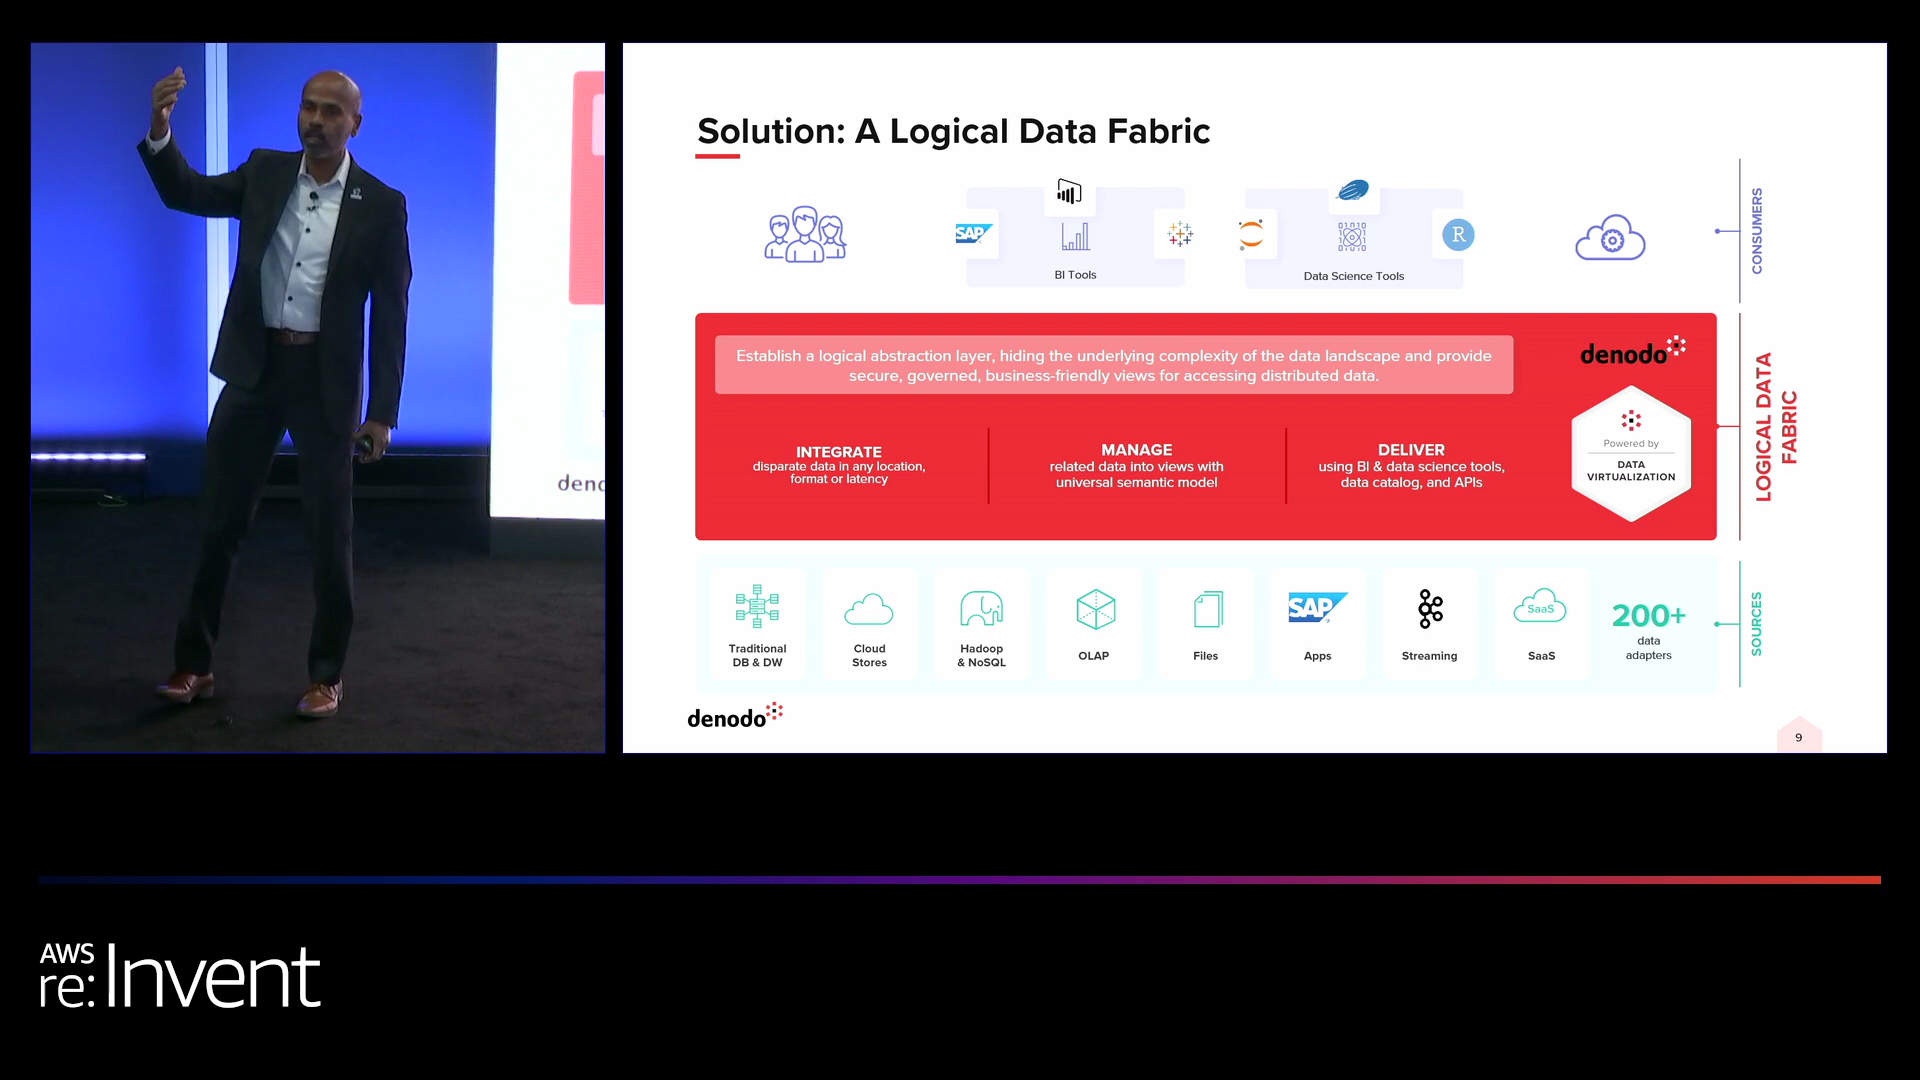 Solution: A Logical Data Fabric
SAP
BI Tools
R
Data Science Tools
CONSUMERS
Establish a logical abstraction layer, hiding the underlying complexity of the data landscape and provide
secure, governed, business-friendly views for accessing distributed data.
denodo
INTEGRATE
disparate data in any location,
format or latency
MANAGE
related data into views with
universal semantic model
DELIVER
using BI & data science tools,
data catalog, and APIs
Powered by
DATA
VIRTUALIZATION
LOGICAL DATA
FABRIC
Traditional
DB & DW
Cloud
Stores
Hadoop
& NoSQL
OLAP
Files
SAP
Apps
Streaming
SaaS
SaaS
200+
data
adapters
SOURCES
denodo
9
deno
AWS
re:Invent